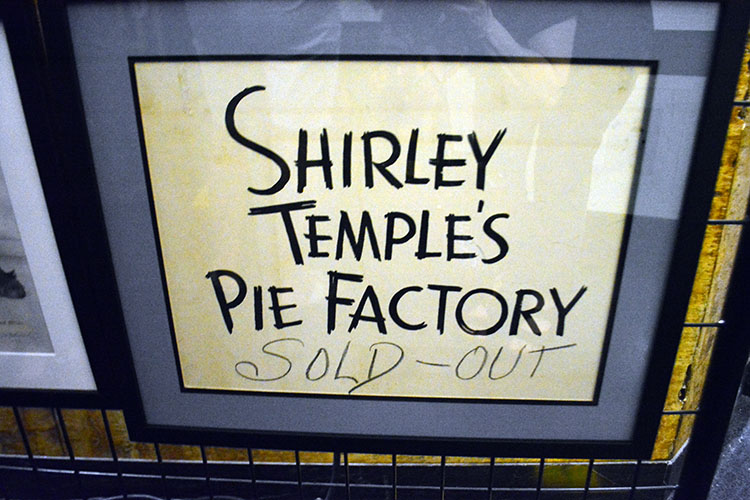 SHIRLEY
TEMPLE'S
PIE FACTORY
SOLD-OUT